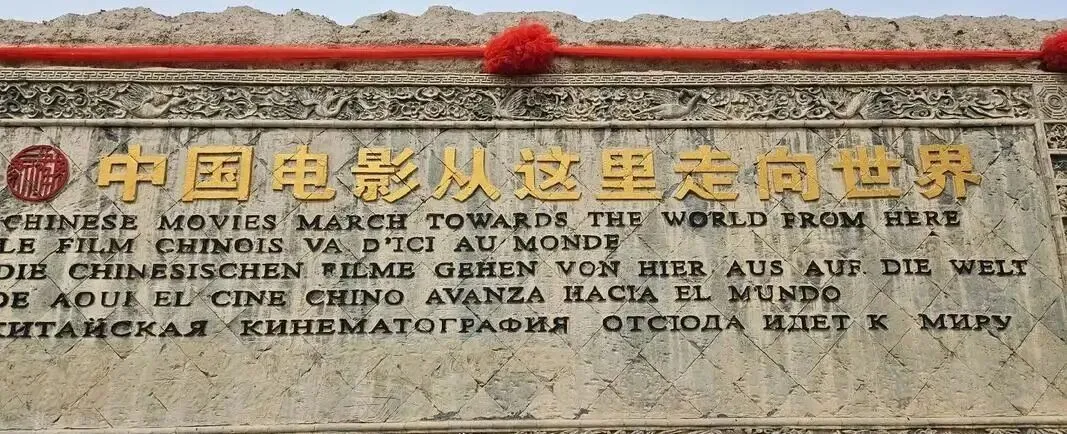 中国电影从这里走向世界
CHINESE MOVIES MARCH TOWARDS THE WORLD FROM HERE
LE FILM CHINOIS VA D'ICI AU MONDE
DIE CHINESISCHEN FILME GEHEN VON HIER AUS AUF DIE WELT
DE AQUI EL CINE CHINO AVANZA HACIA EL MUNDO
КИТАЙСКАЯ КИНЕМАТОГРАФИЯ ОТСЮДА ИДЕТ К МИРУ